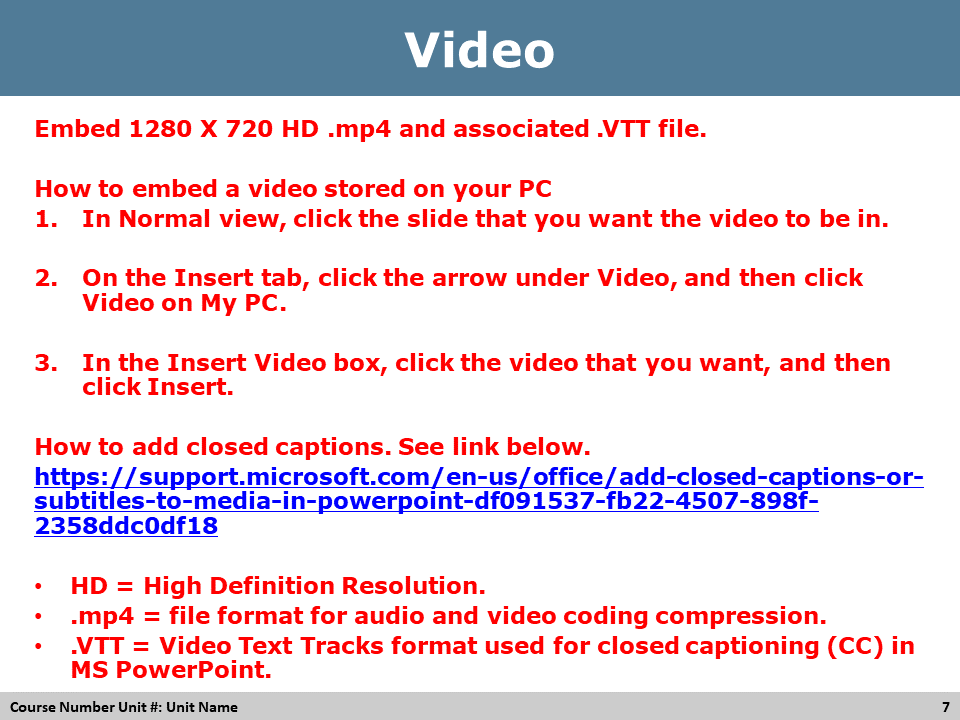 Video
Embed 1280 X 720 HD .mp4 and associated .VTT file.
How to embed a video stored on your PC
1. In Normal view, click the slide that you want the video to be in.
2. On the Insert tab, click the arrow under Video, and then click
Video on My PC.
3. In the Insert Video box, click the video that you want, and then
click Insert.
How to add closed captions. See link below.
https://support.microsoft.com/en-us/office/add-closed-captions-or-
subtitles-to-media-in-powerpoint-df091537-fb22-4507-898f-
2358ddc0df18
• HD = High Definition Resolution.
• .mp4 = file format for audio and video coding compression.
• .VTT = Video Text Tracks format used for closed captioning (CC) in
MS PowerPoint.
Course Number Unit #: Unit Name 7